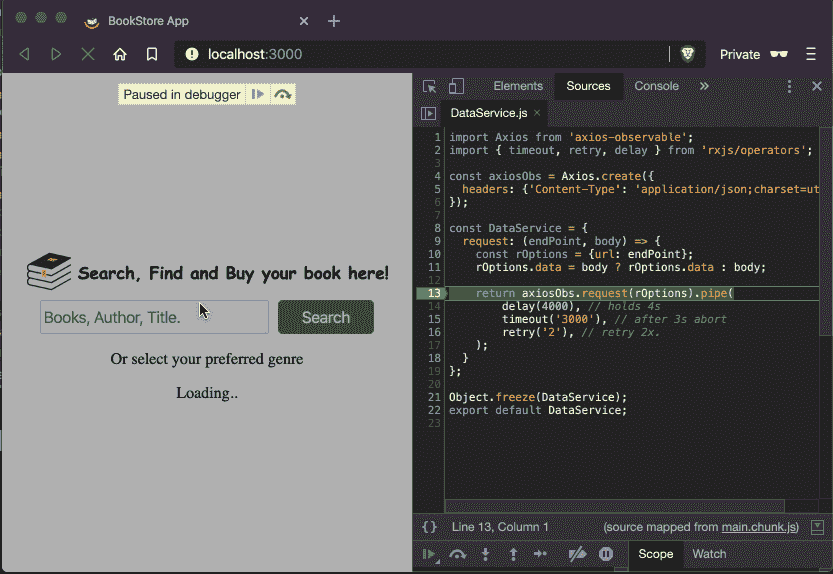 BookStore App
localhost:3000
Private
Paused in debugger
Search, Find and Buy your book here!
Books, Author, Title.
Search
Or select your preferred genre
Loading..
Elements
Sources
Console
DataService.js
1 import Axios from 'axios-observable';
2 import { timeout, retry, delay } from 'rxjs/operators';
3
4 const axiosObs = Axios.create({
5 headers: {'Content-Type': 'application/json;charset=ut
6 });
7
8 const DataService = {
9 request: (endPoint, body) => {
10 const rOptions = {url: endPoint};
11 rOptions.data = body ? rOptions.data : body;
12
13 return axiosObs.request(rOptions).pipe(
14 delay(4000), // holds 4s
15 timeout('3000'), // after 3s abort
16 retry('2'), // retry 2x.
17 );
18 }
19 };
20
21 Object.freeze(DataService);
22 export default DataService;
23
{} Line 13, Column 1 (source mapped from main.chunk.js)
Scope
Watch